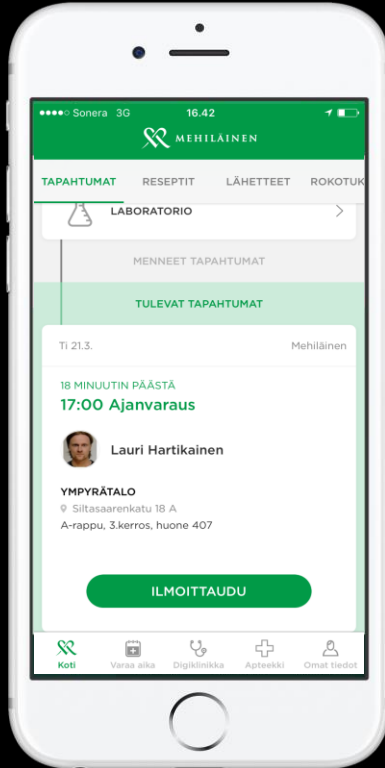 Sonera 3G 16.42
MEHILÄINEN
TAPAHTUMAT RESEPTIT LÄHETTEET ROKOTUK
LABORATORIO
MENNEET TAPAHTUMAT
TULEVAT TAPAHTUMAT
Ti 21.3. Mehiläinen
18 MINUUTIN PÄÄSTÄ
17:00 Ajanvaraus
Lauri Hartikainen
YMPYRÄTALO
Siltasaarenkatu 18 A
A-rappu, 3.kerros, huone 407
ILMOITTAUDU
Koti Varaa aika Digiklinikka Apteekki Omat tiedot